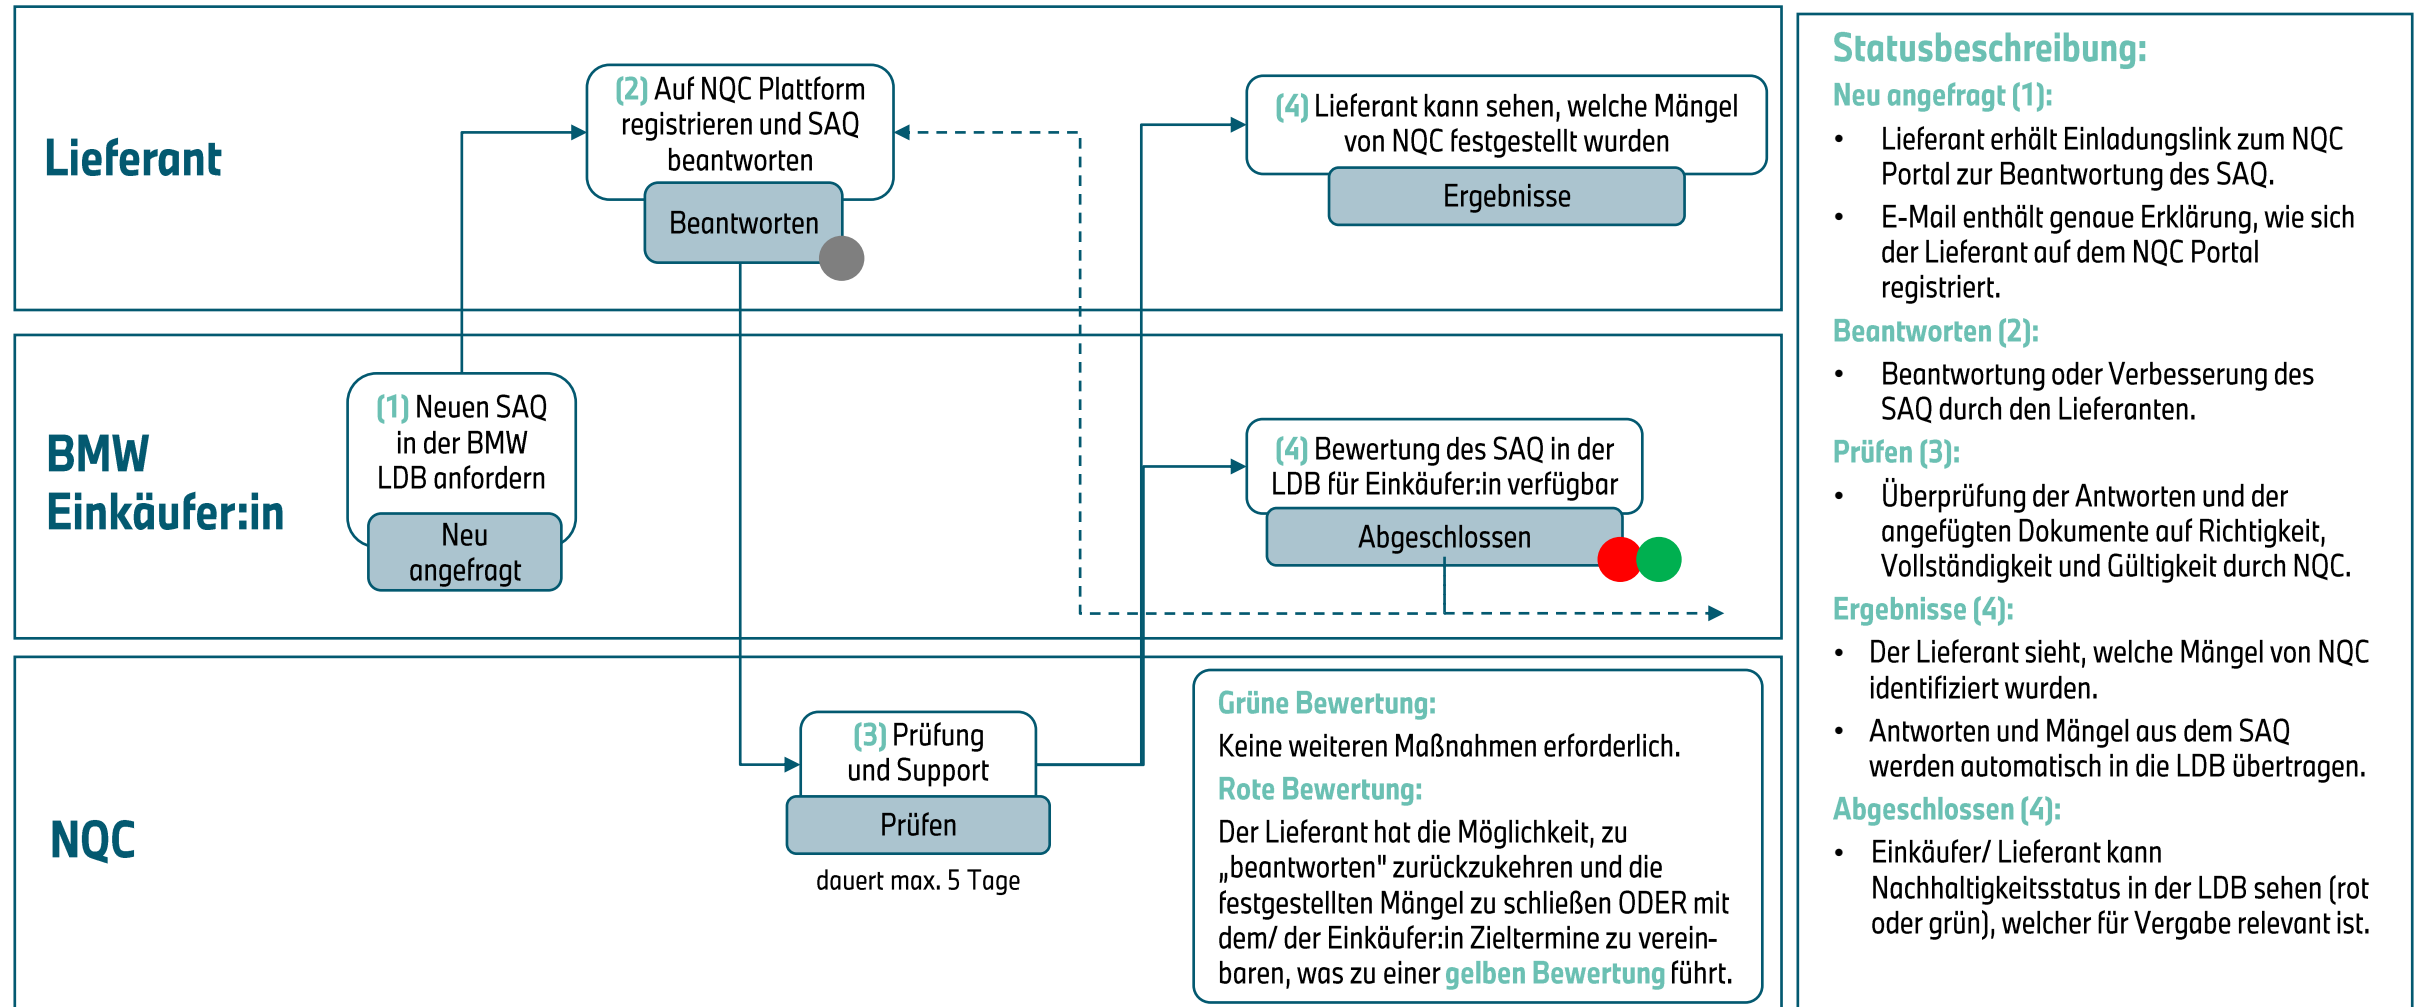 Lieferant
(2) Auf NQC Plattform
registrieren und SAQ
beantworten
Beantworten
(4) Lieferant kann sehen, welche Mängel
von NQC festgestellt wurden
Ergebnisse
BMW
Einkäufer:in
(1) Neuen SAQ
in der BMW
LDB anfordern
Neu
angefragt
(4) Bewertung des SAQ in der
LDB für Einkäufer:in verfügbar
Abgeschlossen
NQC
(3) Prüfung
und Support
Prüfen
dauert max. 5 Tage
Grüne Bewertung:
Keine weiteren Maßnahmen erforderlich.
Rote Bewertung:
Der Lieferant hat die Möglichkeit, zu
„beantworten" zurückzukehren und die
festgestellten Mängel zu schließen ODER mit
dem/ der Einkäufer:in Zieltermine zu verein-
baren, was zu einer gelben Bewertung führt.
Statusbeschreibung:
Neu angefragt (1):
• Lieferant erhält Einladungslink zum NQC
Portal zur Beantwortung des SAQ.
• E-Mail enthält genaue Erklärung, wie sich
der Lieferant auf dem NQC Portal
registriert.
Beantworten (2):
• Beantwortung oder Verbesserung des
SAQ durch den Lieferanten.
Prüfen (3):
• Überprüfung der Antworten und der
angefügten Dokumente auf Richtigkeit,
Vollständigkeit und Gültigkeit durch NQC.
Ergebnisse (4):
• Der Lieferant sieht, welche Mängel von NQC
identifiziert wurden.
• Antworten und Mängel aus dem SAQ
werden automatisch in die LDB übertragen.
Abgeschlossen (4):
• Einkäufer/ Lieferant kann
Nachhaltigkeitsstatus in der LDB sehen (rot
oder grün), welcher für Vergabe relevant ist.